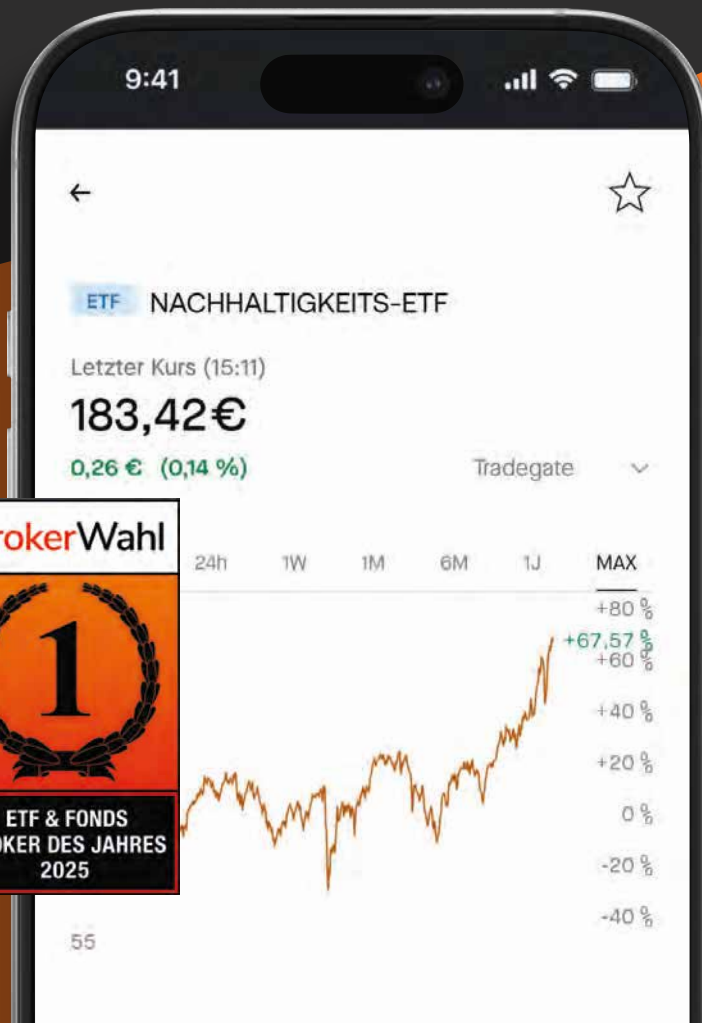 9:41
ETF NACHHALTIGKEITS-ETF
Letzter Kurs (15:11)
183,42€
0,26 € (0,14 %)
Tradegate
rokerWahl
24h 1W 1M 6M 1J MAX
+80 %
+67,57 %
+60 %
+40 %
+20 %
0 %
-20 %
-40 %
1
ETF & FONDS
OKER DES JAHRES
2025
55